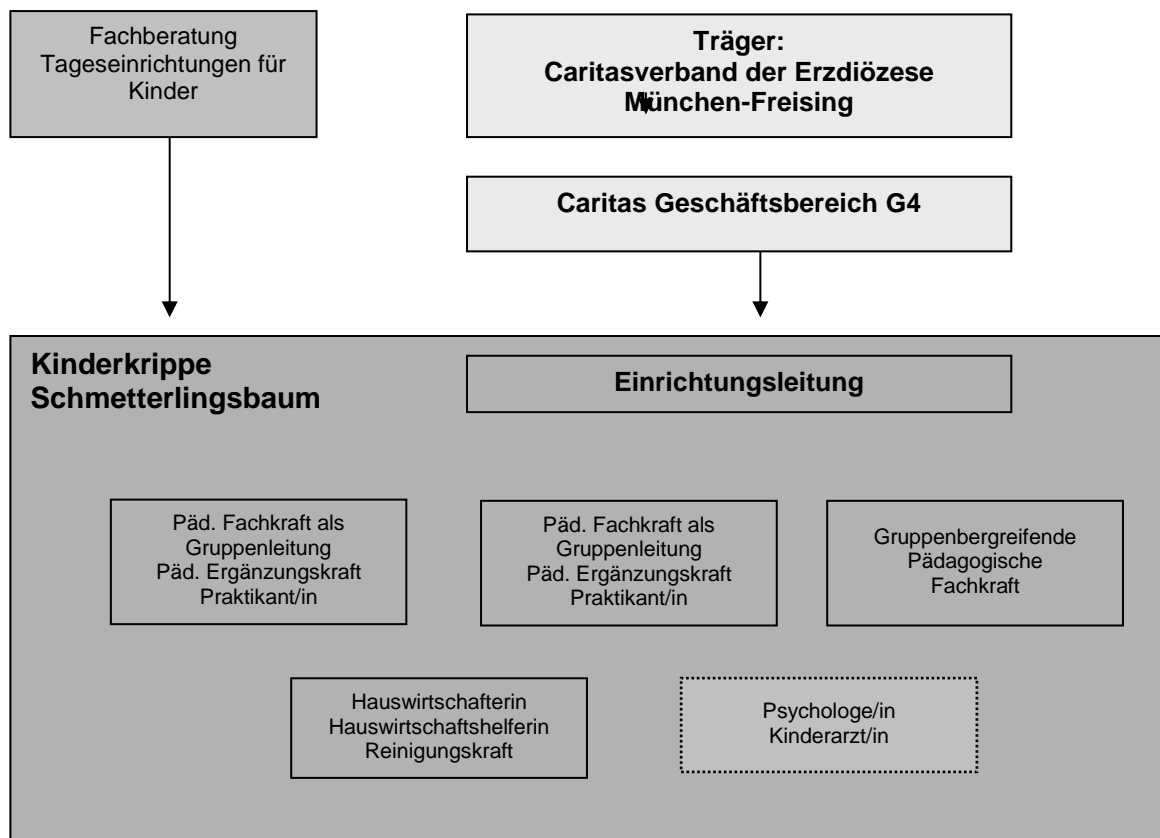 Fachberatung
Tageseinrichtungen für
Kinder
Träger:
Caritasverband der Erzdiözese
München-Freising
Caritas Geschäftsbereich G4
Kinderkrippe
Schmetterlingsbaum
Einrichtungsleitung
Päd. Fachkraft als
Gruppenleitung
Päd. Ergänzungskraft
Praktikant/in
Päd. Fachkraft als
Gruppenleitung
Päd. Ergänzungskraft
Praktikant/in
Gruppenbergreifende
Pädagogische
Fachkraft
Hauswirtschafterin
Hauswirtschaftshelferin
Reinigungskraft
Psychologe/in
Kinderarzt/in